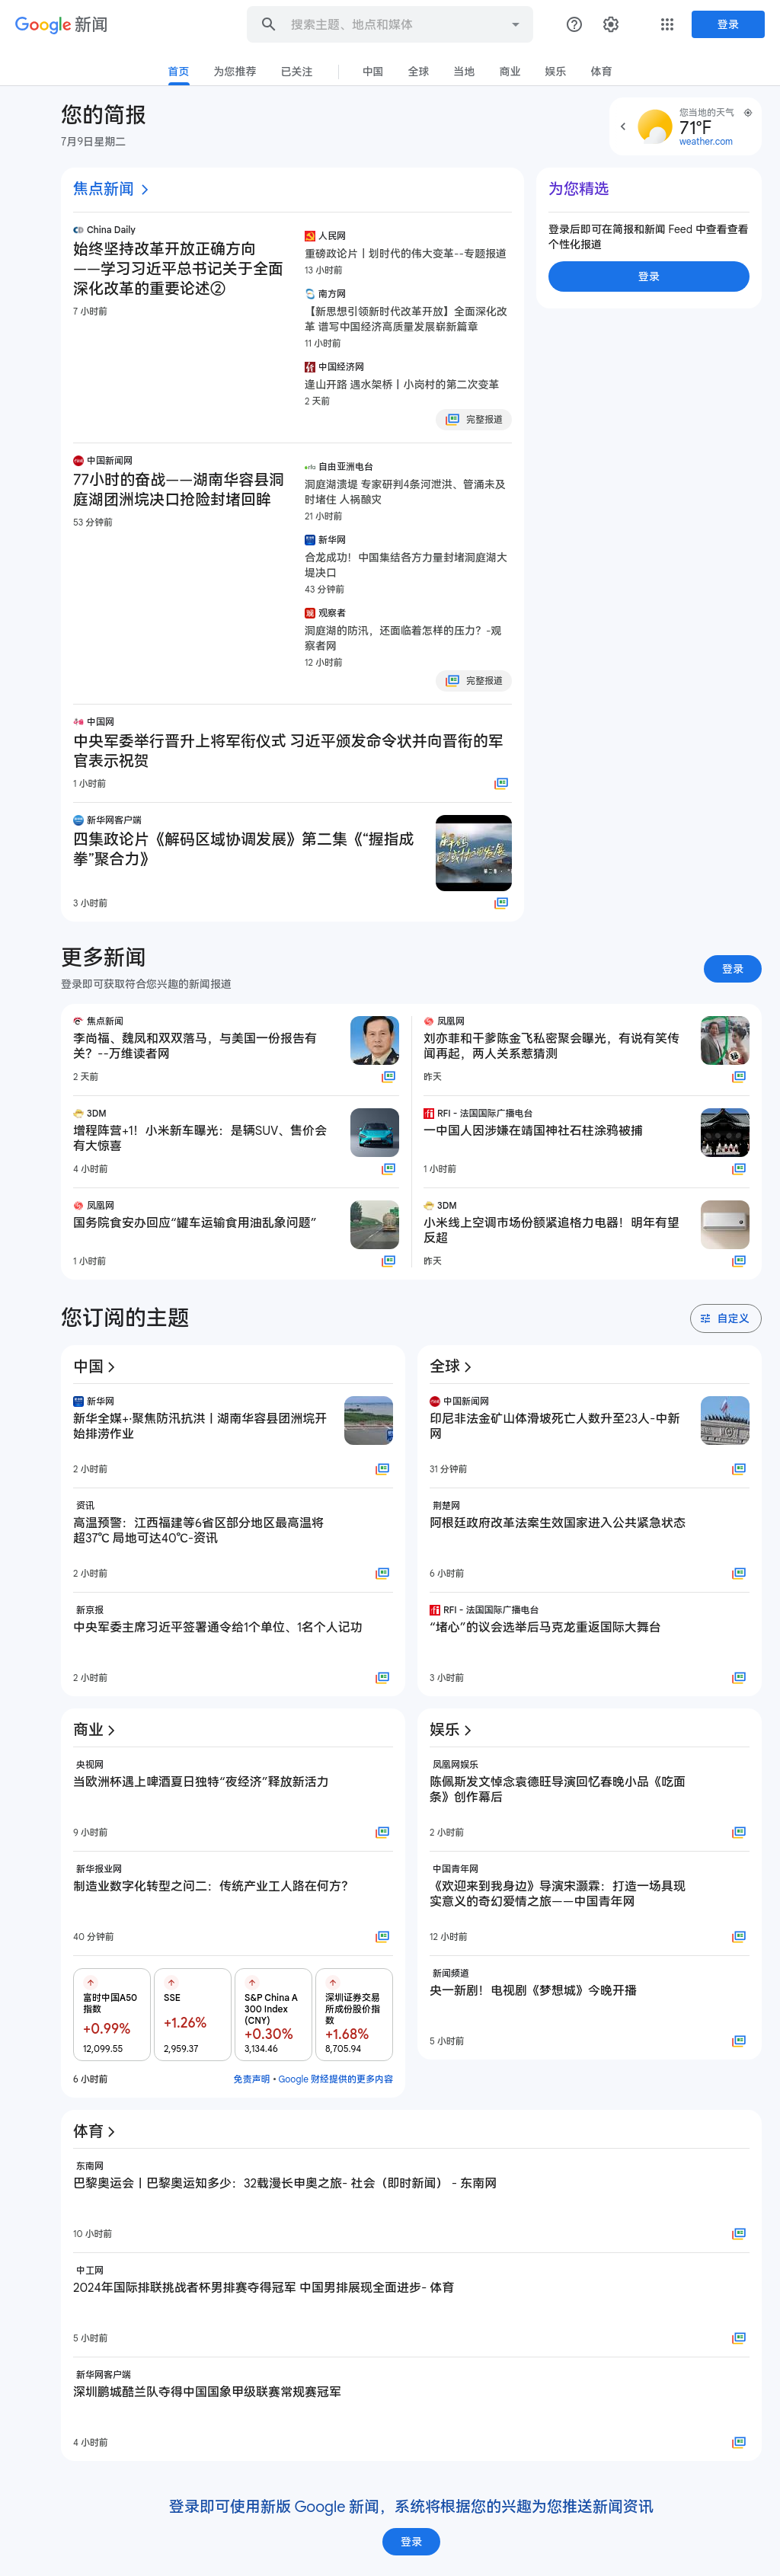 Google 新闻
搜索主题、地点和媒体
登录
首页
为您推荐
已关注
中国
全球
当地
商业
娱乐
体育
您的简报
7月9日星期二
您当地的天气
71°F
weather.com
焦点新闻
China Daily
始终坚持改革开放正确方向
——学习习近平总书记关于全面
深化改革的重要论述②
7 小时前
人民网
重磅政论片丨划时代的伟大变革--专题报道
13 小时前
南方网
【新思想引领新时代改革开放】全面深化改
革 谱写中国经济高质量发展崭新篇章
11 小时前
中国经济网
逢山开路 遇水架桥丨小岗村的第二次变革
2 天前
完整报道
为您精选
登录后即可在简报和新闻 Feed 中查看查看
个性化报道
登录
中国新闻网
77小时的奋战——湖南华容县洞
庭湖团洲垸决口抢险封堵回眸
53 分钟前
自由亚洲电台
洞庭湖溃堤 专家研判4条河泄洪、管涌未及
时堵住 人祸酿灾
21 小时前
新华网
合龙成功！中国集结各方力量封堵洞庭湖大
堤决口
43 分钟前
观察者
洞庭湖的防汛，还面临着怎样的压力？-观
察者网
12 小时前
完整报道
中国网
中央军委举行晋升上将军衔仪式 习近平颁发命令状并向晋衔的军
官表示祝贺
1 小时前
新华网客户端
四集政论片《解码区域协调发展》第二集《“握指成
拳”聚合力》
3 小时前
更多新闻
登录即可获取符合您兴趣的新闻报道
登录
焦点新闻
李尚福、魏凤和双双落马，与美国一份报告有
关？--万维读者网
2 天前
凤凰网
刘亦菲和干爹陈金飞私密聚会曝光，有说有笑传
闻再起，两人关系惹猜测
昨天
3DM
增程阵营+1！小米新车曝光：是辆SUV、售价会
有大惊喜
4 小时前
RFI - 法国国际广播电台
一中国人因涉嫌在靖国神社石柱涂鸦被捕
1 小时前
凤凰网
国务院食安办回应“罐车运输食用油乱象问题”
1 小时前
3DM
小米线上空调市场份额紧追格力电器！明年有望
反超
昨天
您订阅的主题
自定义
中国
新华网
新华全媒+·聚焦防汛抗洪丨湖南华容县团洲垸开
始排涝作业
2 小时前
资讯
高温预警：江西福建等6省区部分地区最高温将
超37℃ 局地可达40℃-资讯
2 小时前
新京报
中央军委主席习近平签署通令给1个单位、1名个人记功
2 小时前
全球
中国新闻网
印尼非法金矿山体滑坡死亡人数升至23人-中新
网
31 分钟前
荆楚网
阿根廷政府改革法案生效国家进入公共紧急状态
6 小时前
RFI - 法国国际广播电台
“堵心”的议会选举后马克龙重返国际大舞台
3 小时前
商业
央视网
当欧洲杯遇上啤酒夏日独特“夜经济”释放新活力
9 小时前
新华报业网
制造业数字化转型之问二：传统产业工人路在何方？
40 分钟前
富时中国A50
指数
+0.99%
12,099.55
SSE
+1.26%
2,959.37
S&P China A
300 Index
(CNY)
+0.30%
3,134.46
深圳证券交易
所成份股价指
数
+1.68%
8,705.94
6 小时前
免责声明 • Google 财经提供的更多内容
娱乐
凤凰网娱乐
陈佩斯发文悼念袁德旺导演回忆春晚小品《吃面
条》创作幕后
2 小时前
中国青年网
《欢迎来到我身边》导演宋灏霖：打造一场具现
实意义的奇幻爱情之旅——中国青年网
12 小时前
新闻频道
央一新剧！电视剧《梦想城》今晚开播
5 小时前
体育
东南网
巴黎奥运会丨巴黎奥运知多少：32载漫长申奥之旅- 社会（即时新闻） - 东南网
10 小时前
中工网
2024年国际排联挑战者杯男排赛夺得冠军 中国男排展现全面进步- 体育
5 小时前
新华网客户端
深圳鹏城酷兰队夺得中国国象甲级联赛常规赛冠军
4 小时前
登录即可使用新版 Google 新闻，系统将根据您的兴趣为您推送新闻资讯
登录